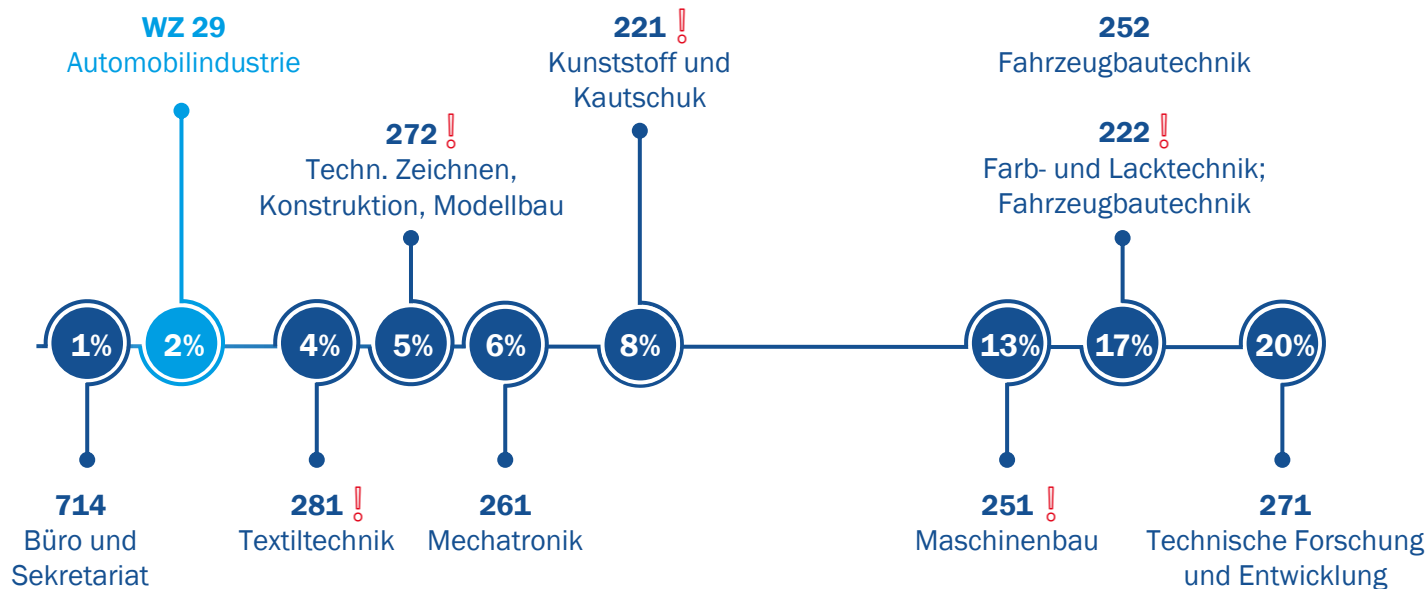 WZ 29
Automobilindustrie
221 !
Kunststoff und
Kautschuk
252
Fahrzeugbautechnik
272 !
Techn. Zeichnen,
Konstruktion, Modellbau
222 !
Farb- und Lacktechnik;
Fahrzeugbautechnik
1%
2%
4%
5%
6%
8%
13%
17%
20%
714
Büro und
Sekretariat
281 !
Textiltechnik
261
Mechatronik
251 !
Maschinenbau
271
Technische Forschung
und Entwicklung